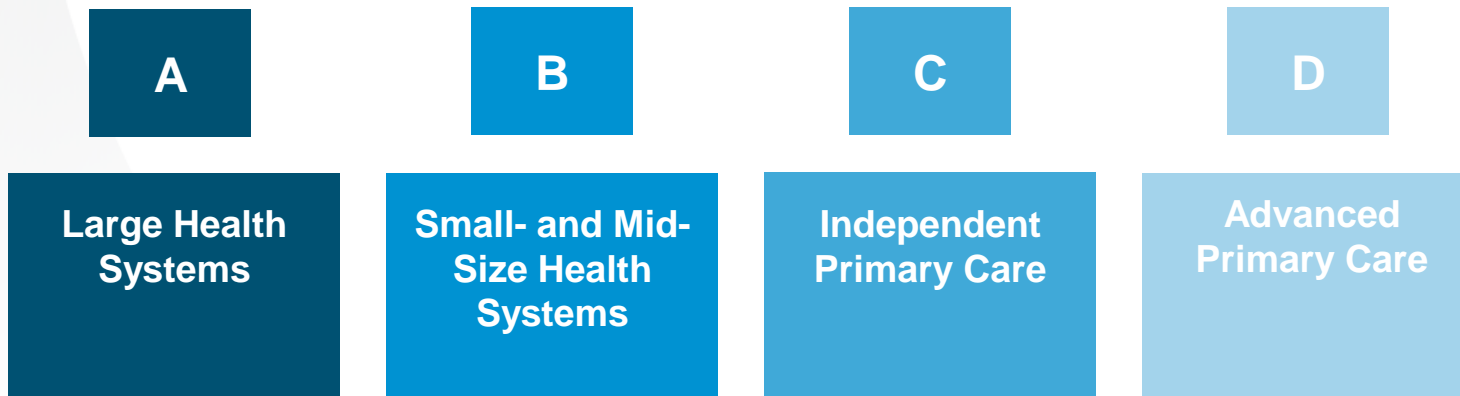 A
B
C
D
Large Health
Systems
Small- and Mid-
Size Health
Systems
Independent
Primary Care
Advanced
Primary Care